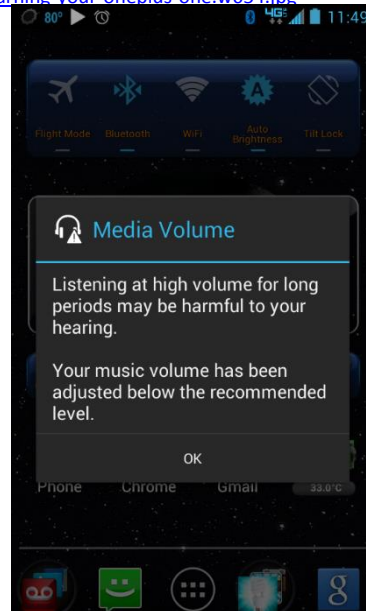 80°
4G
11:49
Flight Mode
Bluetooth
WiFi
Auto
Brightness
Tilt Lock
A
Media Volume
Listening at high volume for long
periods may be harmful to your
hearing.
Your music volume has been
adjusted below the recommended
level.
OK
Phone
Chrome
Gmail
33.0°C
g